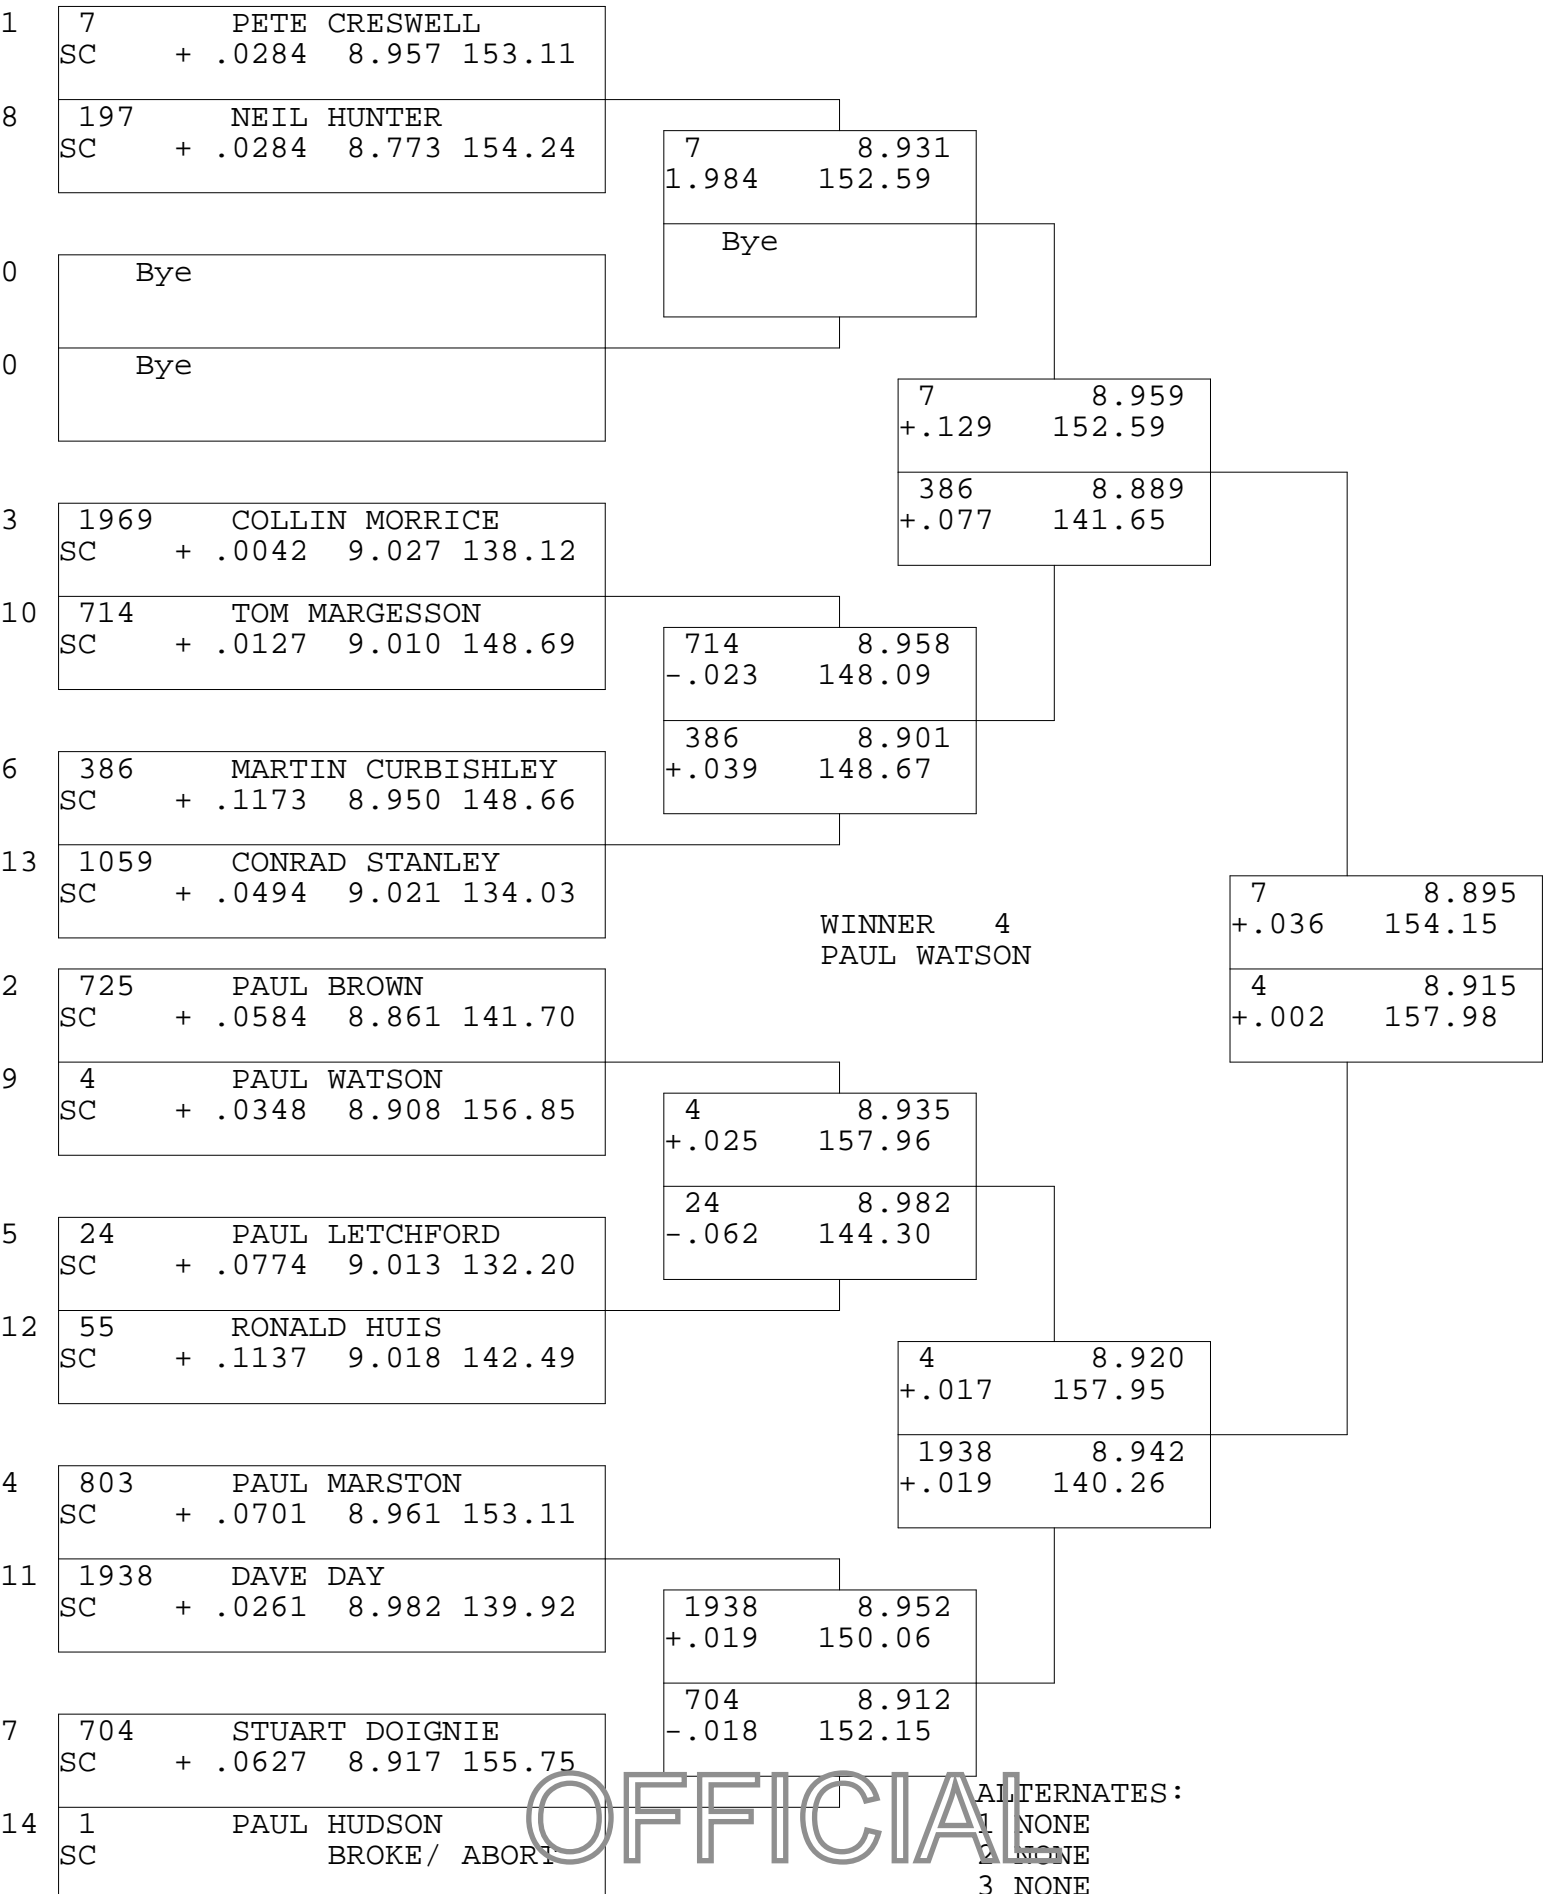 1 7 PETE CRESWELL
SC + .0284 8.957 153.11
8 197 NEIL HUNTER
SC + .0284 8.773 154.24
7 8.931
1.984 152.59
Bye
0 Bye
0 Bye
7 8.959
+.129 152.59
386 8.889
+.077 141.65
3 1969 COLLIN MORRICE
SC + .0042 9.027 138.12
10 714 TOM MARGESSON
SC + .0127 9.010 148.69
714 8.958
-.023 148.09
386 8.901
+.039 148.67
6 386 MARTIN CURBISHLEY
SC + .1173 8.950 148.66
13 1059 CONRAD STANLEY
SC + .0494 9.021 134.03
WINNER 4
PAUL WATSON
7 8.895
+.036 154.15
4 8.915
+.002 157.98
2 725 PAUL BROWN
SC + .0584 8.861 141.70
9 4 PAUL WATSON
SC + .0348 8.908 156.85
4 8.935
+.025 157.96
24 8.982
-.062 144.30
5 24 PAUL LETCHFORD
SC + .0774 9.013 132.20
12 55 RONALD HUIS
SC + .1137 9.018 142.49
4 8.920
+.017 157.95
1938 8.942
+.019 140.26
4 803 PAUL MARSTON
SC + .0701 8.961 153.11
11 1938 DAVE DAY
SC + .0261 8.982 139.92
1938 8.952
+.019 150.06
704 8.912
-.018 152.15
7 704 STUART DOIGNIE
SC + .0627 8.917 155.75
14 1 PAUL HUDSON
SC BROKE/ ABORT
OFFICIAL
ALTERNATES:
1 NONE
2 NONE
3 NONE